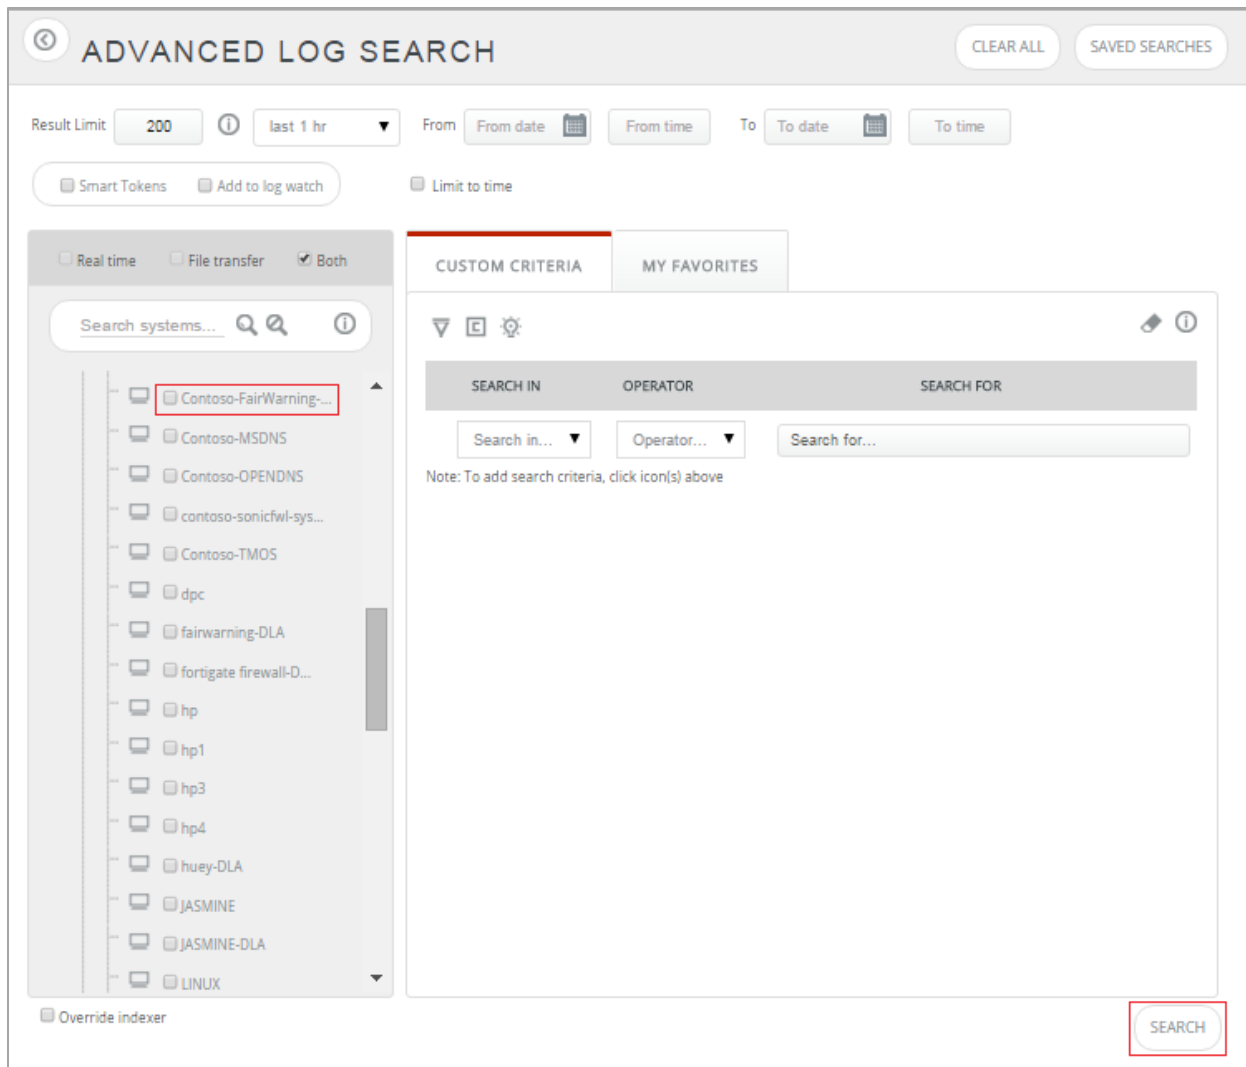 ADVANCED LOG SEARCH
CLEAR ALL
SAVED SEARCHES
Result Limit 200 last 1 hr From From date From time To To date To time
Smart Tokens Add to log watch Limit to time
Real time File transfer Both
CUSTOM CRITERIA MY FAVORITES
Search systems...
Contoso-FairWarning-...
Contoso-MSDNS
Contoso-OPENDNS
contoso-sonicfwl-sys...
Contoso-TMOS
dpc
fairwarning-DLA
fortigate firewall-D...
hp
hp1
hp3
hp4
huey-DLA
JASMINE
JASMINE-DLA
LINUX
C
SEARCH IN OPERATOR SEARCH FOR
Search in... Operator... Search for...
Note: To add search criteria, click icon(s) above
Override indexer
SEARCH